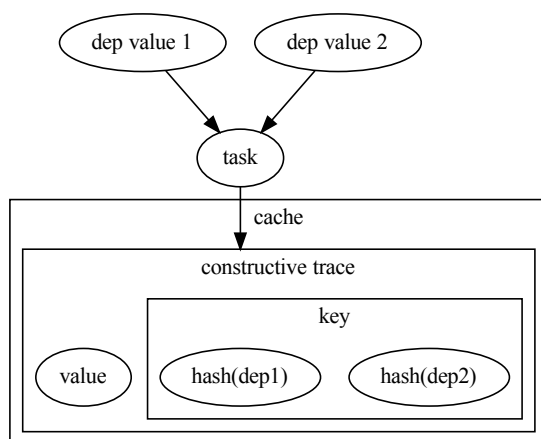 dep value 1 dep value 2
task
cache
constructive trace
key
value hash(dep1) hash(dep2)